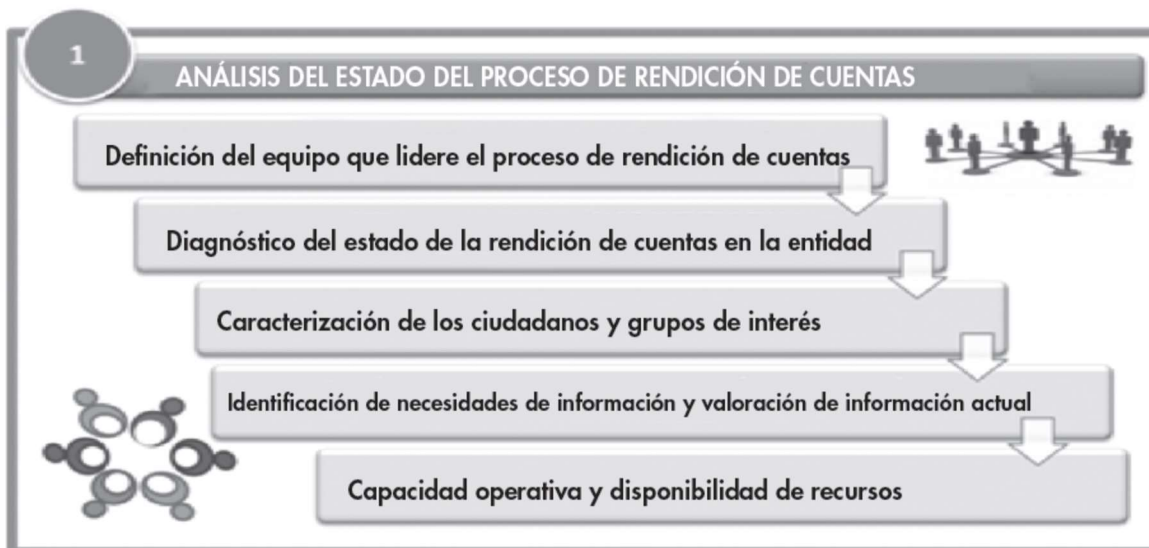 1
ANÁLISIS DEL ESTADO DEL PROCESO DE RENDICIÓN DE CUENTAS
Definición del equipo que lidere el proceso de rendición de cuentas
Diagnóstico del estado de la rendición de cuentas en la entidad
Caracterización de los ciudadanos y grupos de interés
Identificación de necesidades de información y valoración de información actual
Capacidad operativa y disponibilidad de recursos